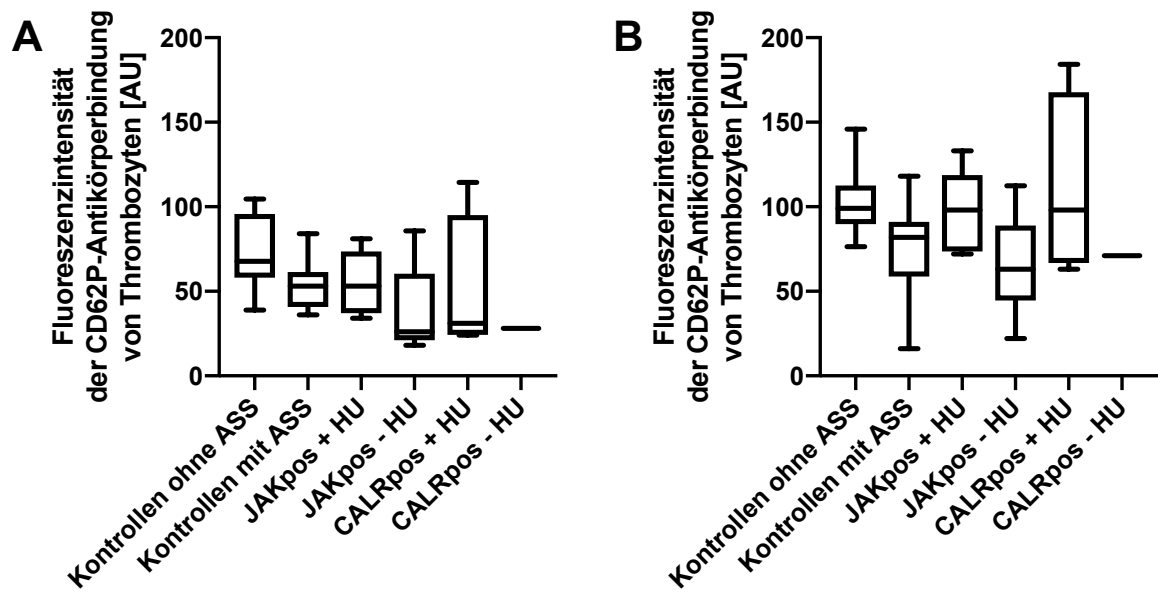 A
Fluoreszenzintensität
der CD62P-Antikörperbindung
von Thrombozyten [AU]
200
150
100
50
0
Kontrollen ohne ASS
Kontrollen mit ASS
JAKpos + HU
JAKpos - HU
CALRpos + HU
CALRpos - HU
B
Fluoreszenzintensität
der CD62P-Antikörperbindung
von Thrombozyten [AU]
200
150
100
50
0
Kontrollen ohne ASS
Kontrollen mit ASS
JAKpos + HU
JAKpos - HU
CALRpos + HU
CALRpos - HU